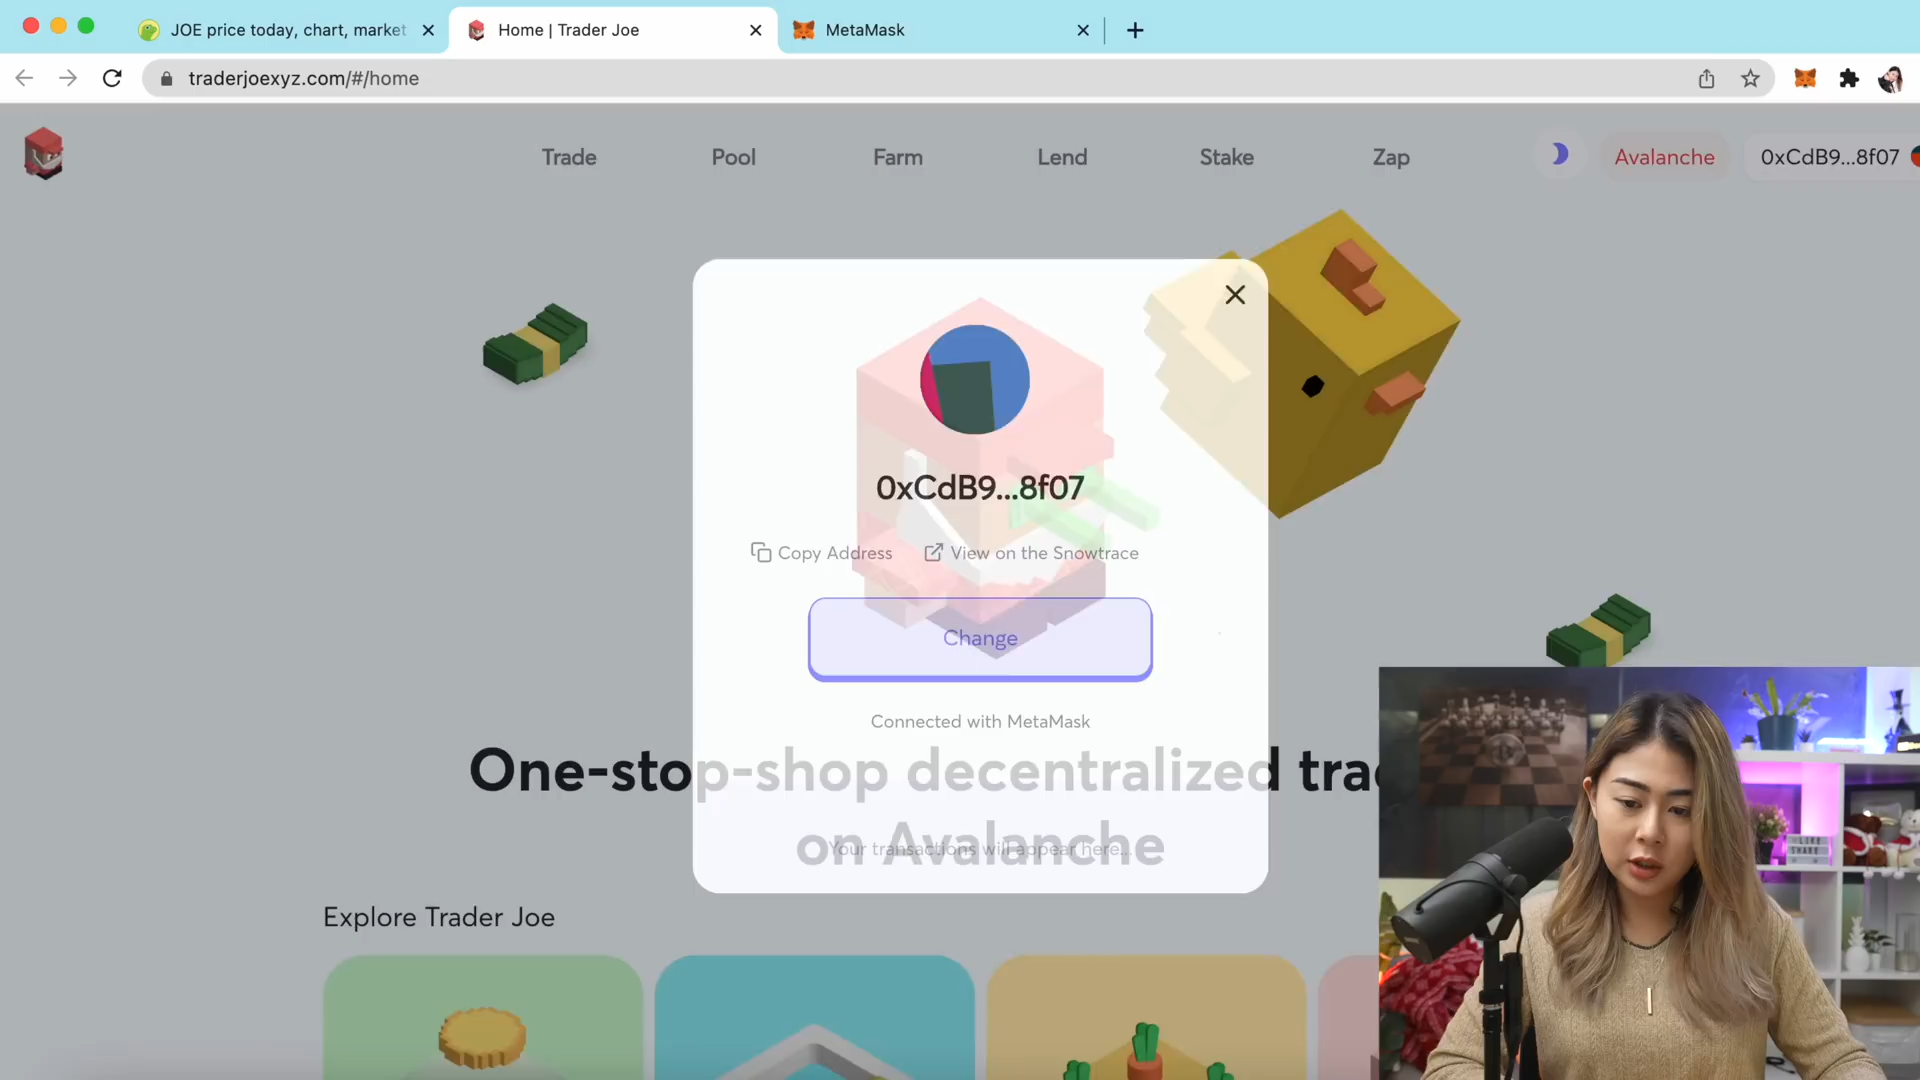 JOE price today, chart, market
Home | Trader Joe
MetaMask
traderjoexyz.com/#/home
Trade
Pool
Farm
Lend
Stake
Zap
Avalanche
0xCdB9...8f07
0xCdB9...8f07
Copy Address
View on the Snowtrace
Change
Connected with MetaMask
One-stop-shop decentralized tra
on Avalanche
Your transactions will appear here...
Explore Trader Joe
LIKE
SHARE